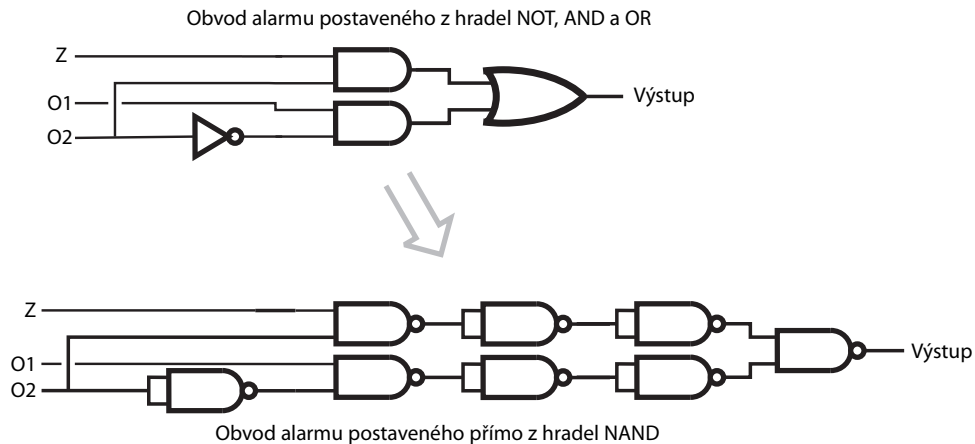 Obvod alarmu postaveného z hradel NOT, AND a OR
Z
O1
O2
Výstup
Z
O1
O2
Výstup
Obvod alarmu postaveného přímo z hradel NAND